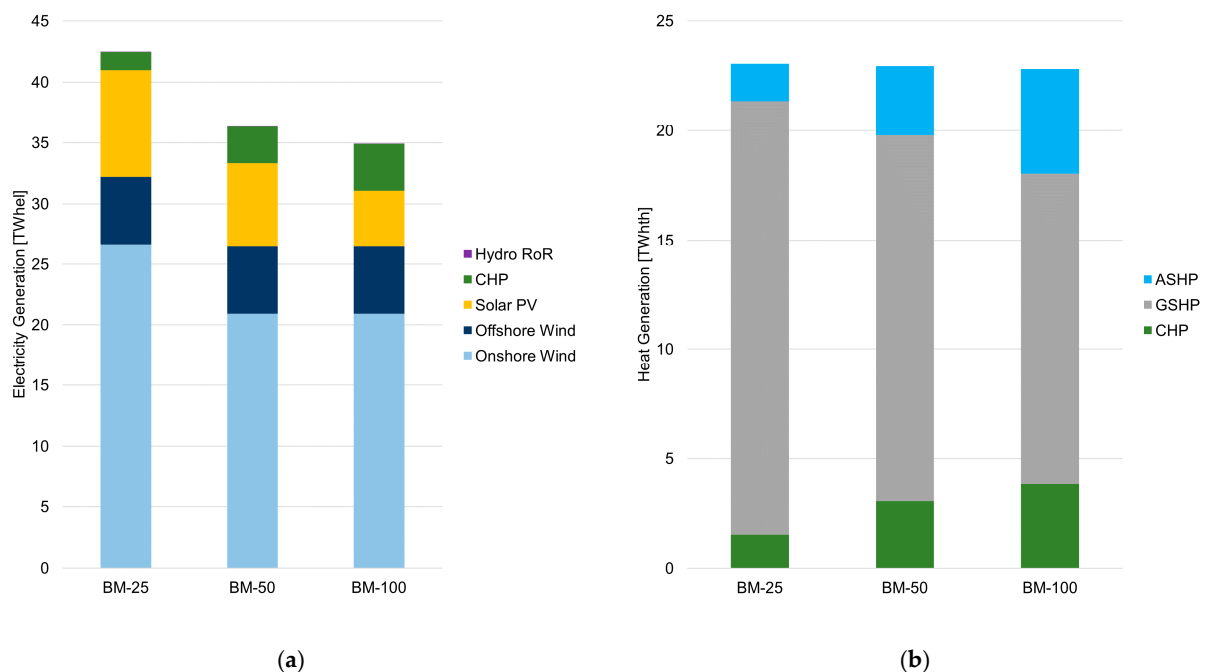 45
40
35
30
25
20
15
10
5
0
Electricity Generation [TWhel]
BM-25
BM-50
BM-100
Hydro RoR
CHP
Solar PV
Offshore Wind
Onshore Wind
(a)
25
20
15
10
5
0
Heat Generation [TWhth]
BM-25
BM-50
BM-100
ASHP
GSHP
CHP
(b)